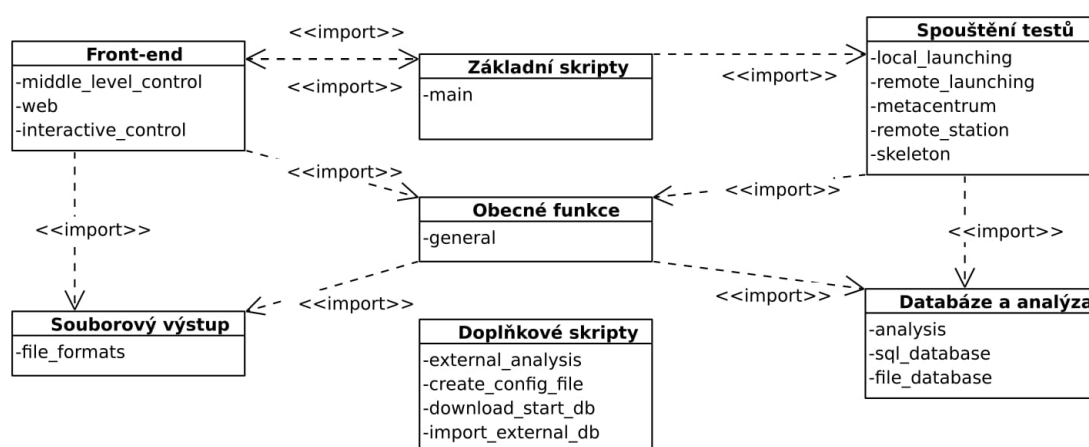 Front-end
-middle_level_control
-web
-interactive_control
<<import>>
<<import>>
Základní skripty
-main
<<import>>
Spouštění testů
-local_launching
-remote_launching
-metacentrum
-remote_station
-skeleton
<<import>>
<<import>>
<<import>>
<<import>>
Obecné funkce
-general
<<import>>
<<import>>
Souborový výstup
-file_formats
Doplňkové skripty
-external_analysis
-create_config_file
-download_start_db
-import_external_db
Databáze a analýza
-analysis
-sql_database
-file_database